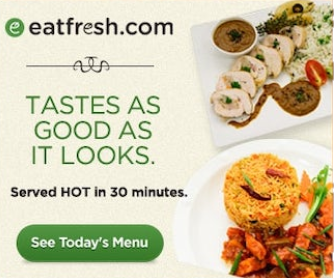 e eatfresh.com
TASTES AS
GOOD AS
IT LOOKS.
Served HOT in 30 minutes.
See Today's Menu